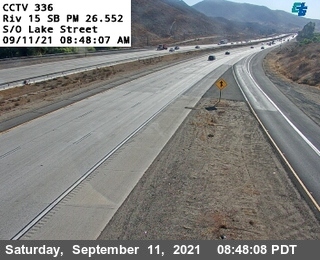 CCTV 336
Riv 15 SB PM 26.552
S/O Lake Street
09/11/21 08:48:07 AM
Saturday, September 11, 2021 08:48:08 PDT